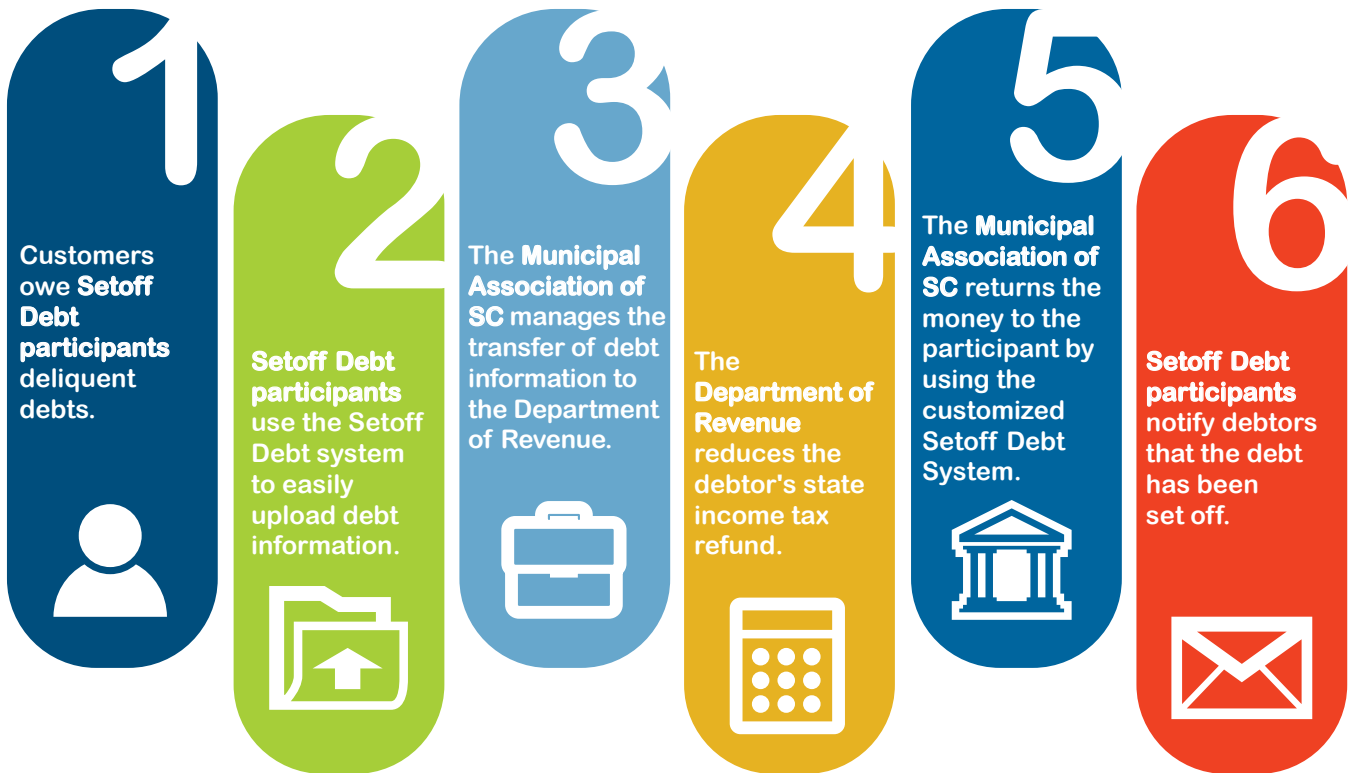 1
Customers
owe Setoff
Debt
participants
deliquent
debts.
2
Setoff Debt
participants
use the Setoff
Debt system
to easily
upload debt
information.
3
The Municipal
Association of
SC manages the
transfer of debt
information to
the Department
of Revenue.
4
The
Department of
Revenue
reduces the
debtor's state
income tax
refund.
5
The Municipal
Association of
SC returns the
money to the
participant by
using the
customized
Setoff Debt
System.
6
Setoff Debt
participants
notify debtors
that the debt
has been
set off.